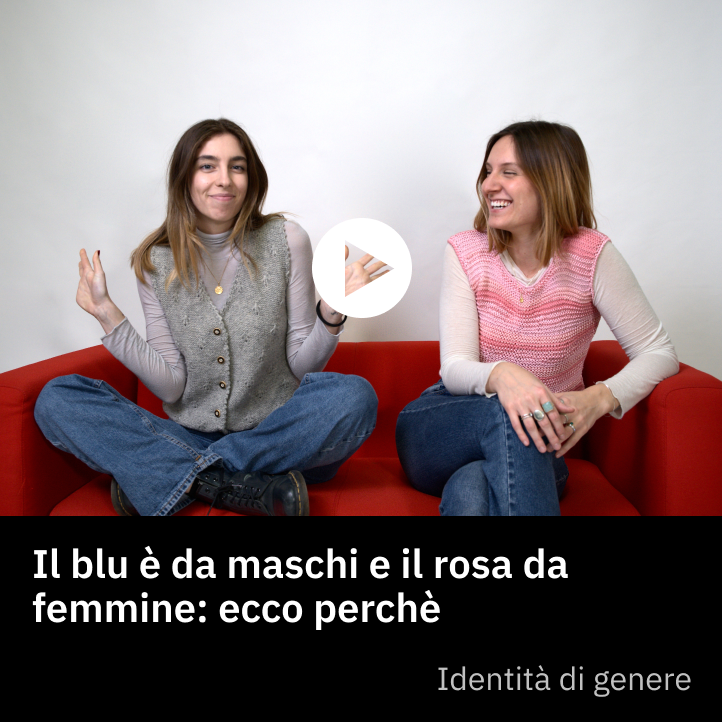 Il blu è da maschi e il rosa da
femmine: ecco perchè
Identità di genere